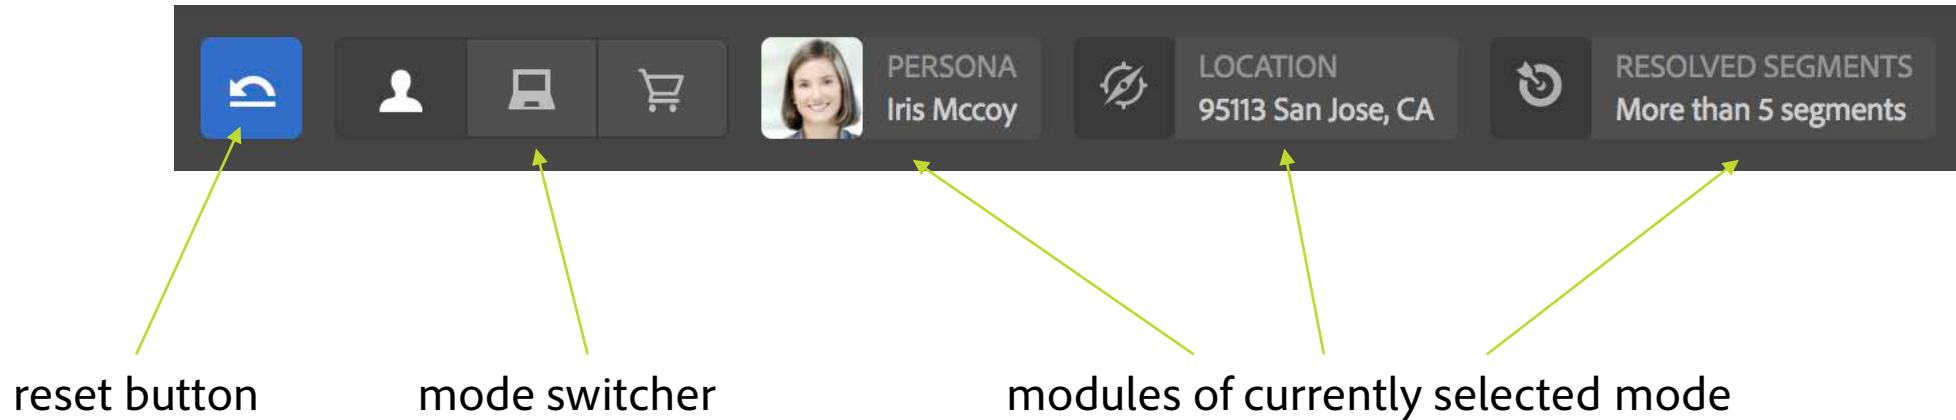 PERSONA
Iris Mccoy
LOCATION
95113 San Jose, CA
RESOLVED SEGMENTS
More than 5 segments
reset button
mode switcher
modules of currently selected mode